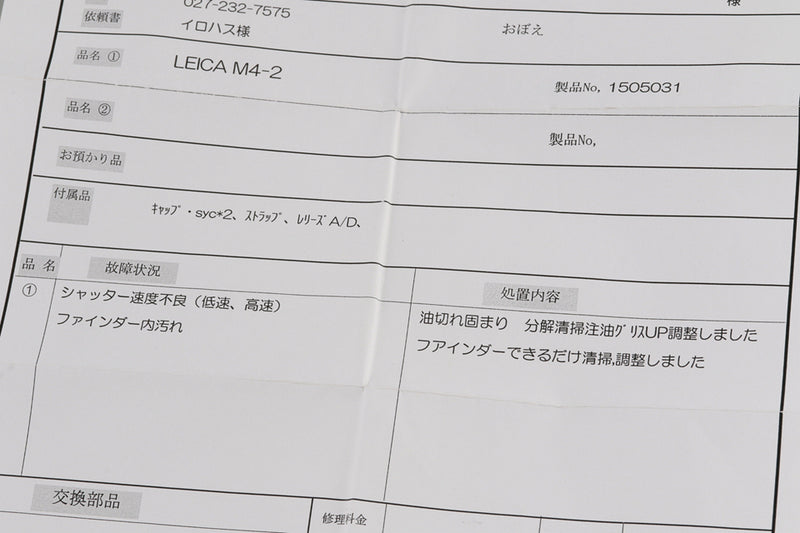 様
027-232-7575
依頼書
イロハス様
おぼえ
品名 ①
LEICA M4-2
製品No, 1505031
品名 ②
製品No,
お預かり品
付属品
ｷｬｯﾌﾟ・syc*2、ｽﾄﾗｯﾌﾟ、ﾚﾘｰｽﾞA/D、
品 名
故障状況
処置内容
①
シャッター速度不良（低速、高速）
油切れ固まり 分解清掃注油ｸﾞﾘｽUP調整しました
ファインダー内汚れ
フアインダーできるだけ清掃,調整しました
交換部品
修理料金